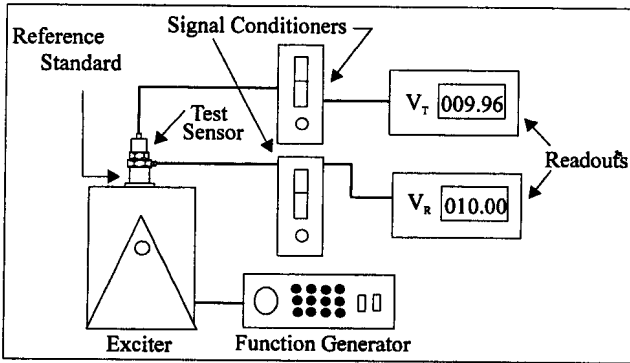 Signal Conditioners
Reference
Standard
Test
Sensor
V_T 009.96
Readouts
V_R 010.00
Exciter
Function Generator